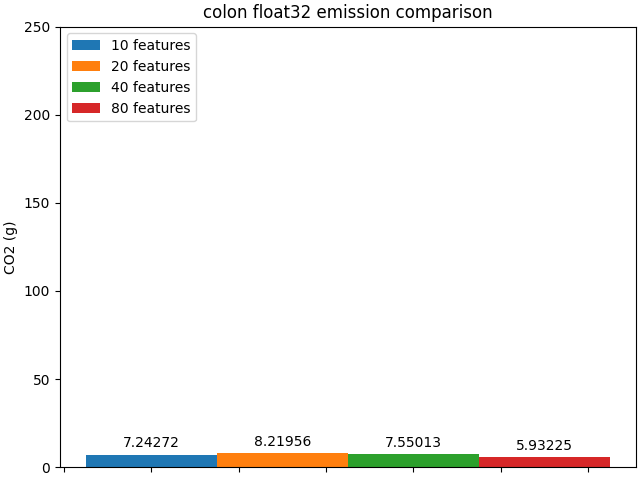 colon float32 emission comparison
250
200
150
100
50
0
CO2 (g)
10 features
20 features
40 features
80 features
7.24272
8.21956
7.55013
5.93225